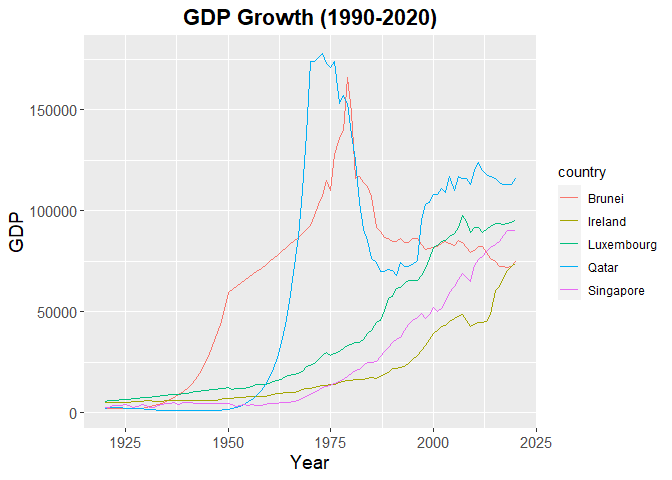 GDP Growth (1990-2020)
GDP
150000
100000
50000
0
1925
1950
1975
2000
2025
Year
country
Brunei
Ireland
Luxembourg
Qatar
Singapore